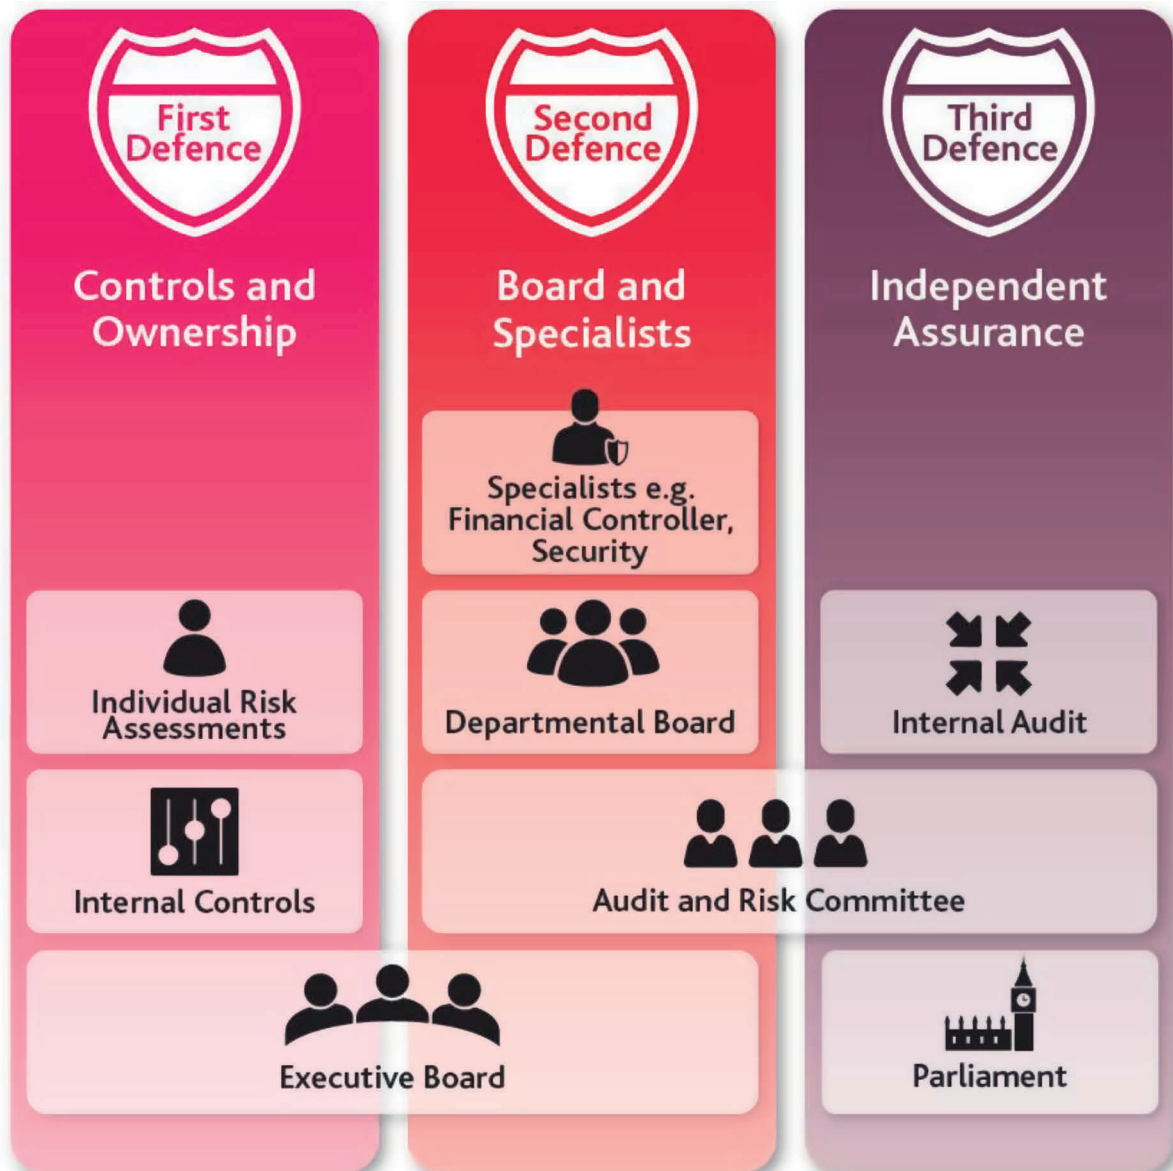 First
Defence
Controls and
Ownership
Individual Risk
Assessments
Internal Controls
Second
Defence
Board and
Specialists
Specialists e.g.
Financial Controller,
Security
Departmental Board
Executive Board
Third
Defence
Independent
Assurance
Internal Audit
Audit and Risk Committee
Parliament